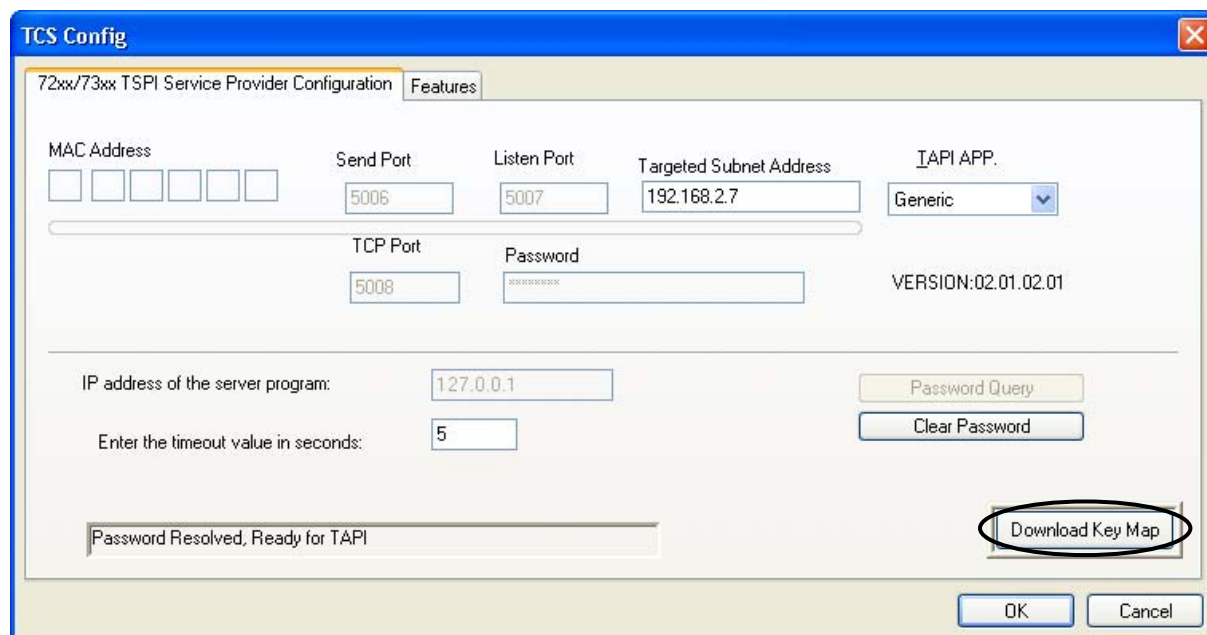 TCS Config
72xx/73xx TSPI Service Provider Configuration
Features
MAC Address
Send Port
Listen Port
Targeted Subnet Address
TAPI APP.
5006
5007
192.168.2.7
Generic
TCP Port
Password
5008
********
VERSION:02.01.02.01
IP address of the server program:
127.0.0.1
Password Query
Enter the timeout value in seconds:
5
Clear Password
Password Resolved, Ready for TAPI
Download Key Map
OK
Cancel